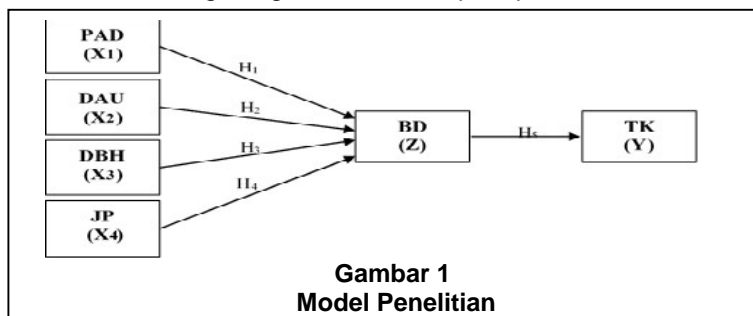 PAD
(X1)
H₁
DAU
(X2)
H₂
BD
(Z)
H₅
TK
(Y)
DBH
(X3)
H₃
JP
(X4)
H₄
Gambar 1
Model Penelitian